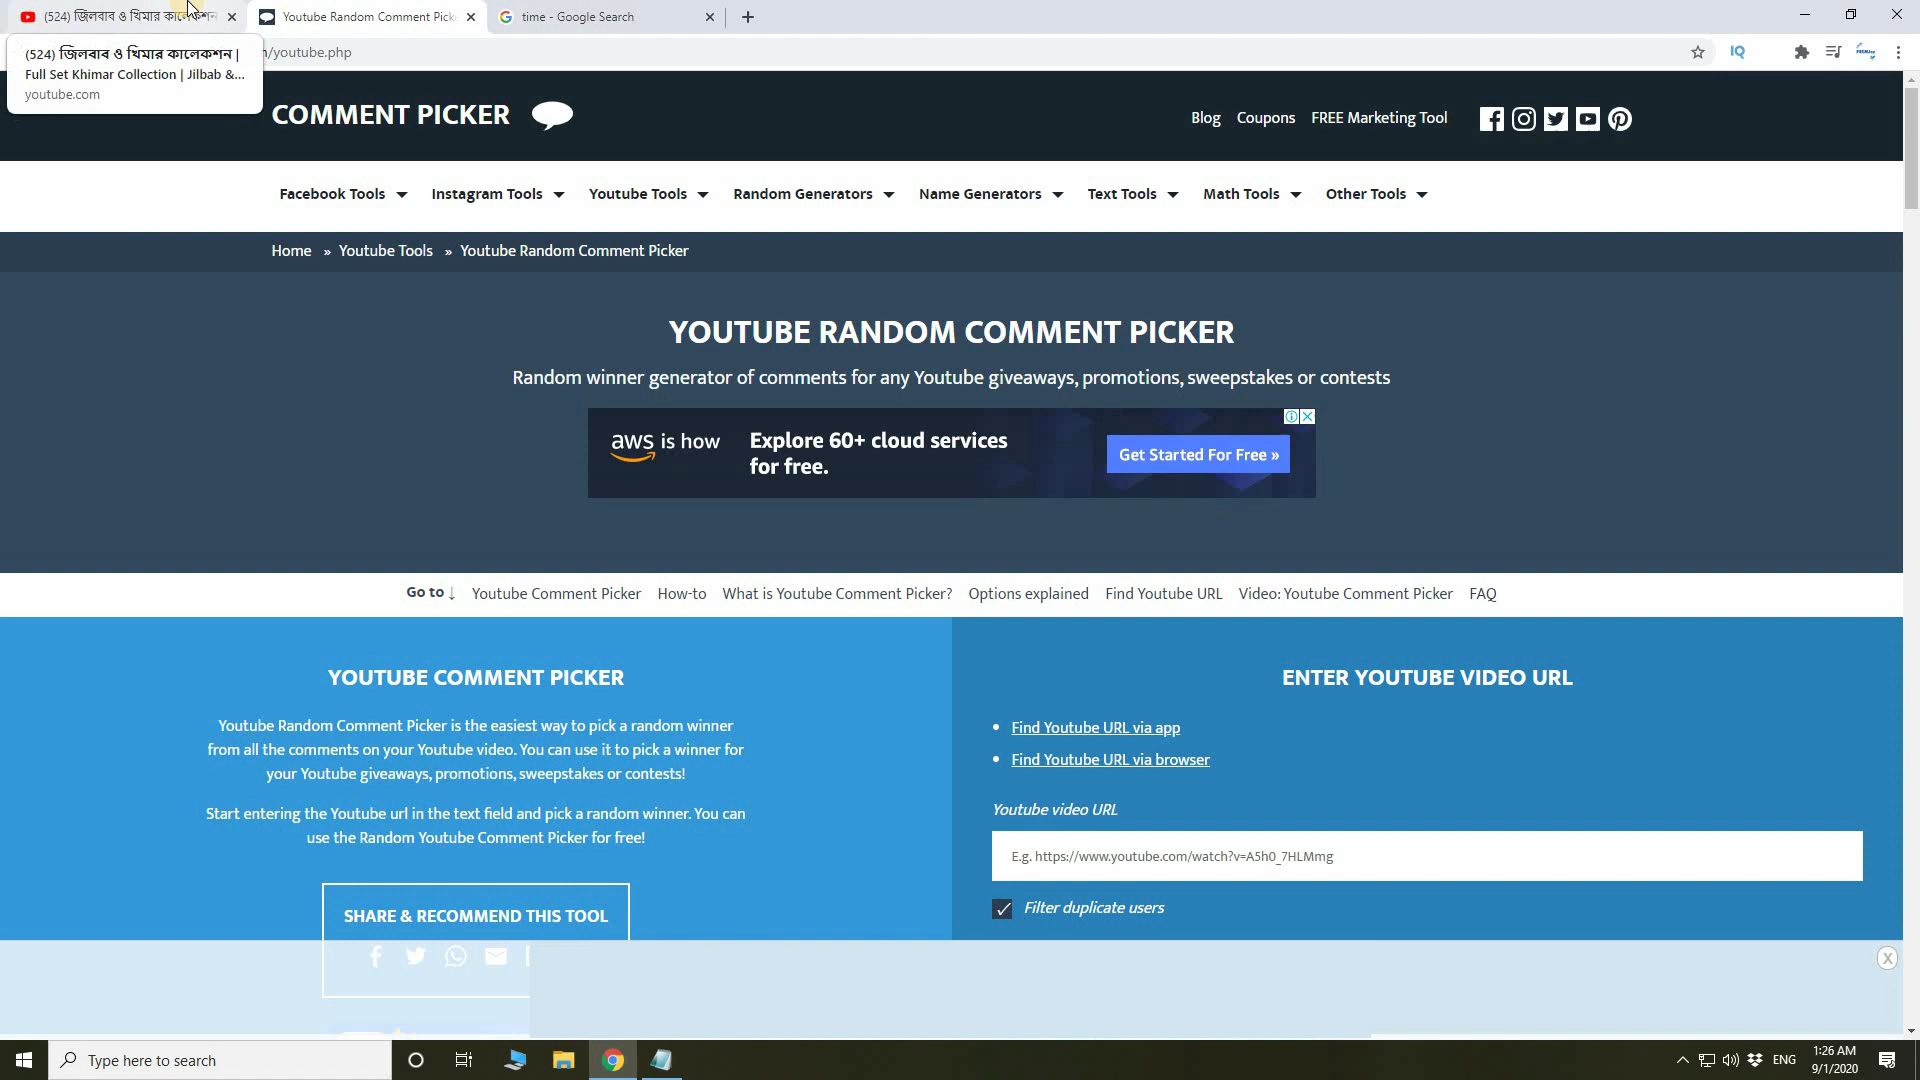 (524) জিলবাব ও খিমার কালেকশন
Youtube Random Comment Pick
time - Google Search
(524) জিলবাব ও খিমার কালেকশন |
Full Set Khimar Collection | Jilbab &...
youtube.com
/youtube.php
IQ
COMMENT PICKER
Blog
Coupons
FREE Marketing Tool
Facebook Tools
Instagram Tools
Youtube Tools
Random Generators
Name Generators
Text Tools
Math Tools
Other Tools
Home » Youtube Tools » Youtube Random Comment Picker
YOUTUBE RANDOM COMMENT PICKER
Random winner generator of comments for any Youtube giveaways, promotions, sweepstakes or contests
aws is how
Explore 60+ cloud services
for free.
Get Started For Free »
Go to ↓
Youtube Comment Picker
How-to
What is Youtube Comment Picker?
Options explained
Find Youtube URL
Video: Youtube Comment Picker
FAQ
YOUTUBE COMMENT PICKER
Youtube Random Comment Picker is the easiest way to pick a random winner
from all the comments on your Youtube video. You can use it to pick a winner for
your Youtube giveaways, promotions, sweepstakes or contests!
Start entering the Youtube url in the text field and pick a random winner. You can
use the Random Youtube Comment Picker for free!
SHARE & RECOMMEND THIS TOOL
ENTER YOUTUBE VIDEO URL
• Find Youtube URL via app
• Find Youtube URL via browser
Youtube video URL
E.g. https://www.youtube.com/watch?v=A5h0_7HLMmg
Filter duplicate users
X
Type here to search
ENG
1:26 AM
9/1/2020